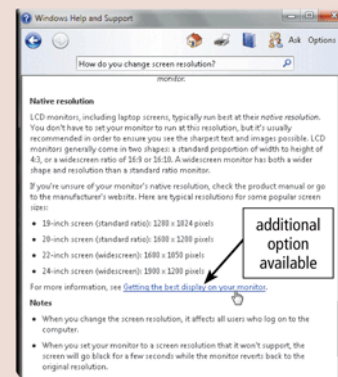 Windows Help and Support
Ask Options
How do you change screen resolution?
monitor.
Native resolution
LCD monitors, including laptop screens, typically run best at their native resolution.
You don't have to set your monitor to run at this resolution, but it's usually
recommended in order to ensure you see the sharpest text and images possible. LCD
monitors generally come in two shapes: a standard proportion of width to height of
4:3, or a widescreen ratio of 16:9 or 16:10. A widescreen monitor has both a wider
shape and resolution than a standard ratio monitor.
If you're unsure of your monitor's native resolution, check the product manual or go
to the manufacturer's website. Here are typical resolutions for some popular screen
sizes:
• 19-inch screen (standard ratio): 1280 x 1024 pixels
• 20-inch screen (standard ratio): 1600 x 1200 pixels
• 22-inch screen (widescreen): 1680 x 1050 pixels
• 24-inch screen (widescreen): 1900 x 1200 pixels
additional
option
available
For more information, see Getting the best display on your monitor.
Notes
• When you change the screen resolution, it affects all users who log on to the
computer.
• When you set your monitor to a screen resolution that it won't support, the
screen will go black for a few seconds while the monitor reverts back to the
original resolution.